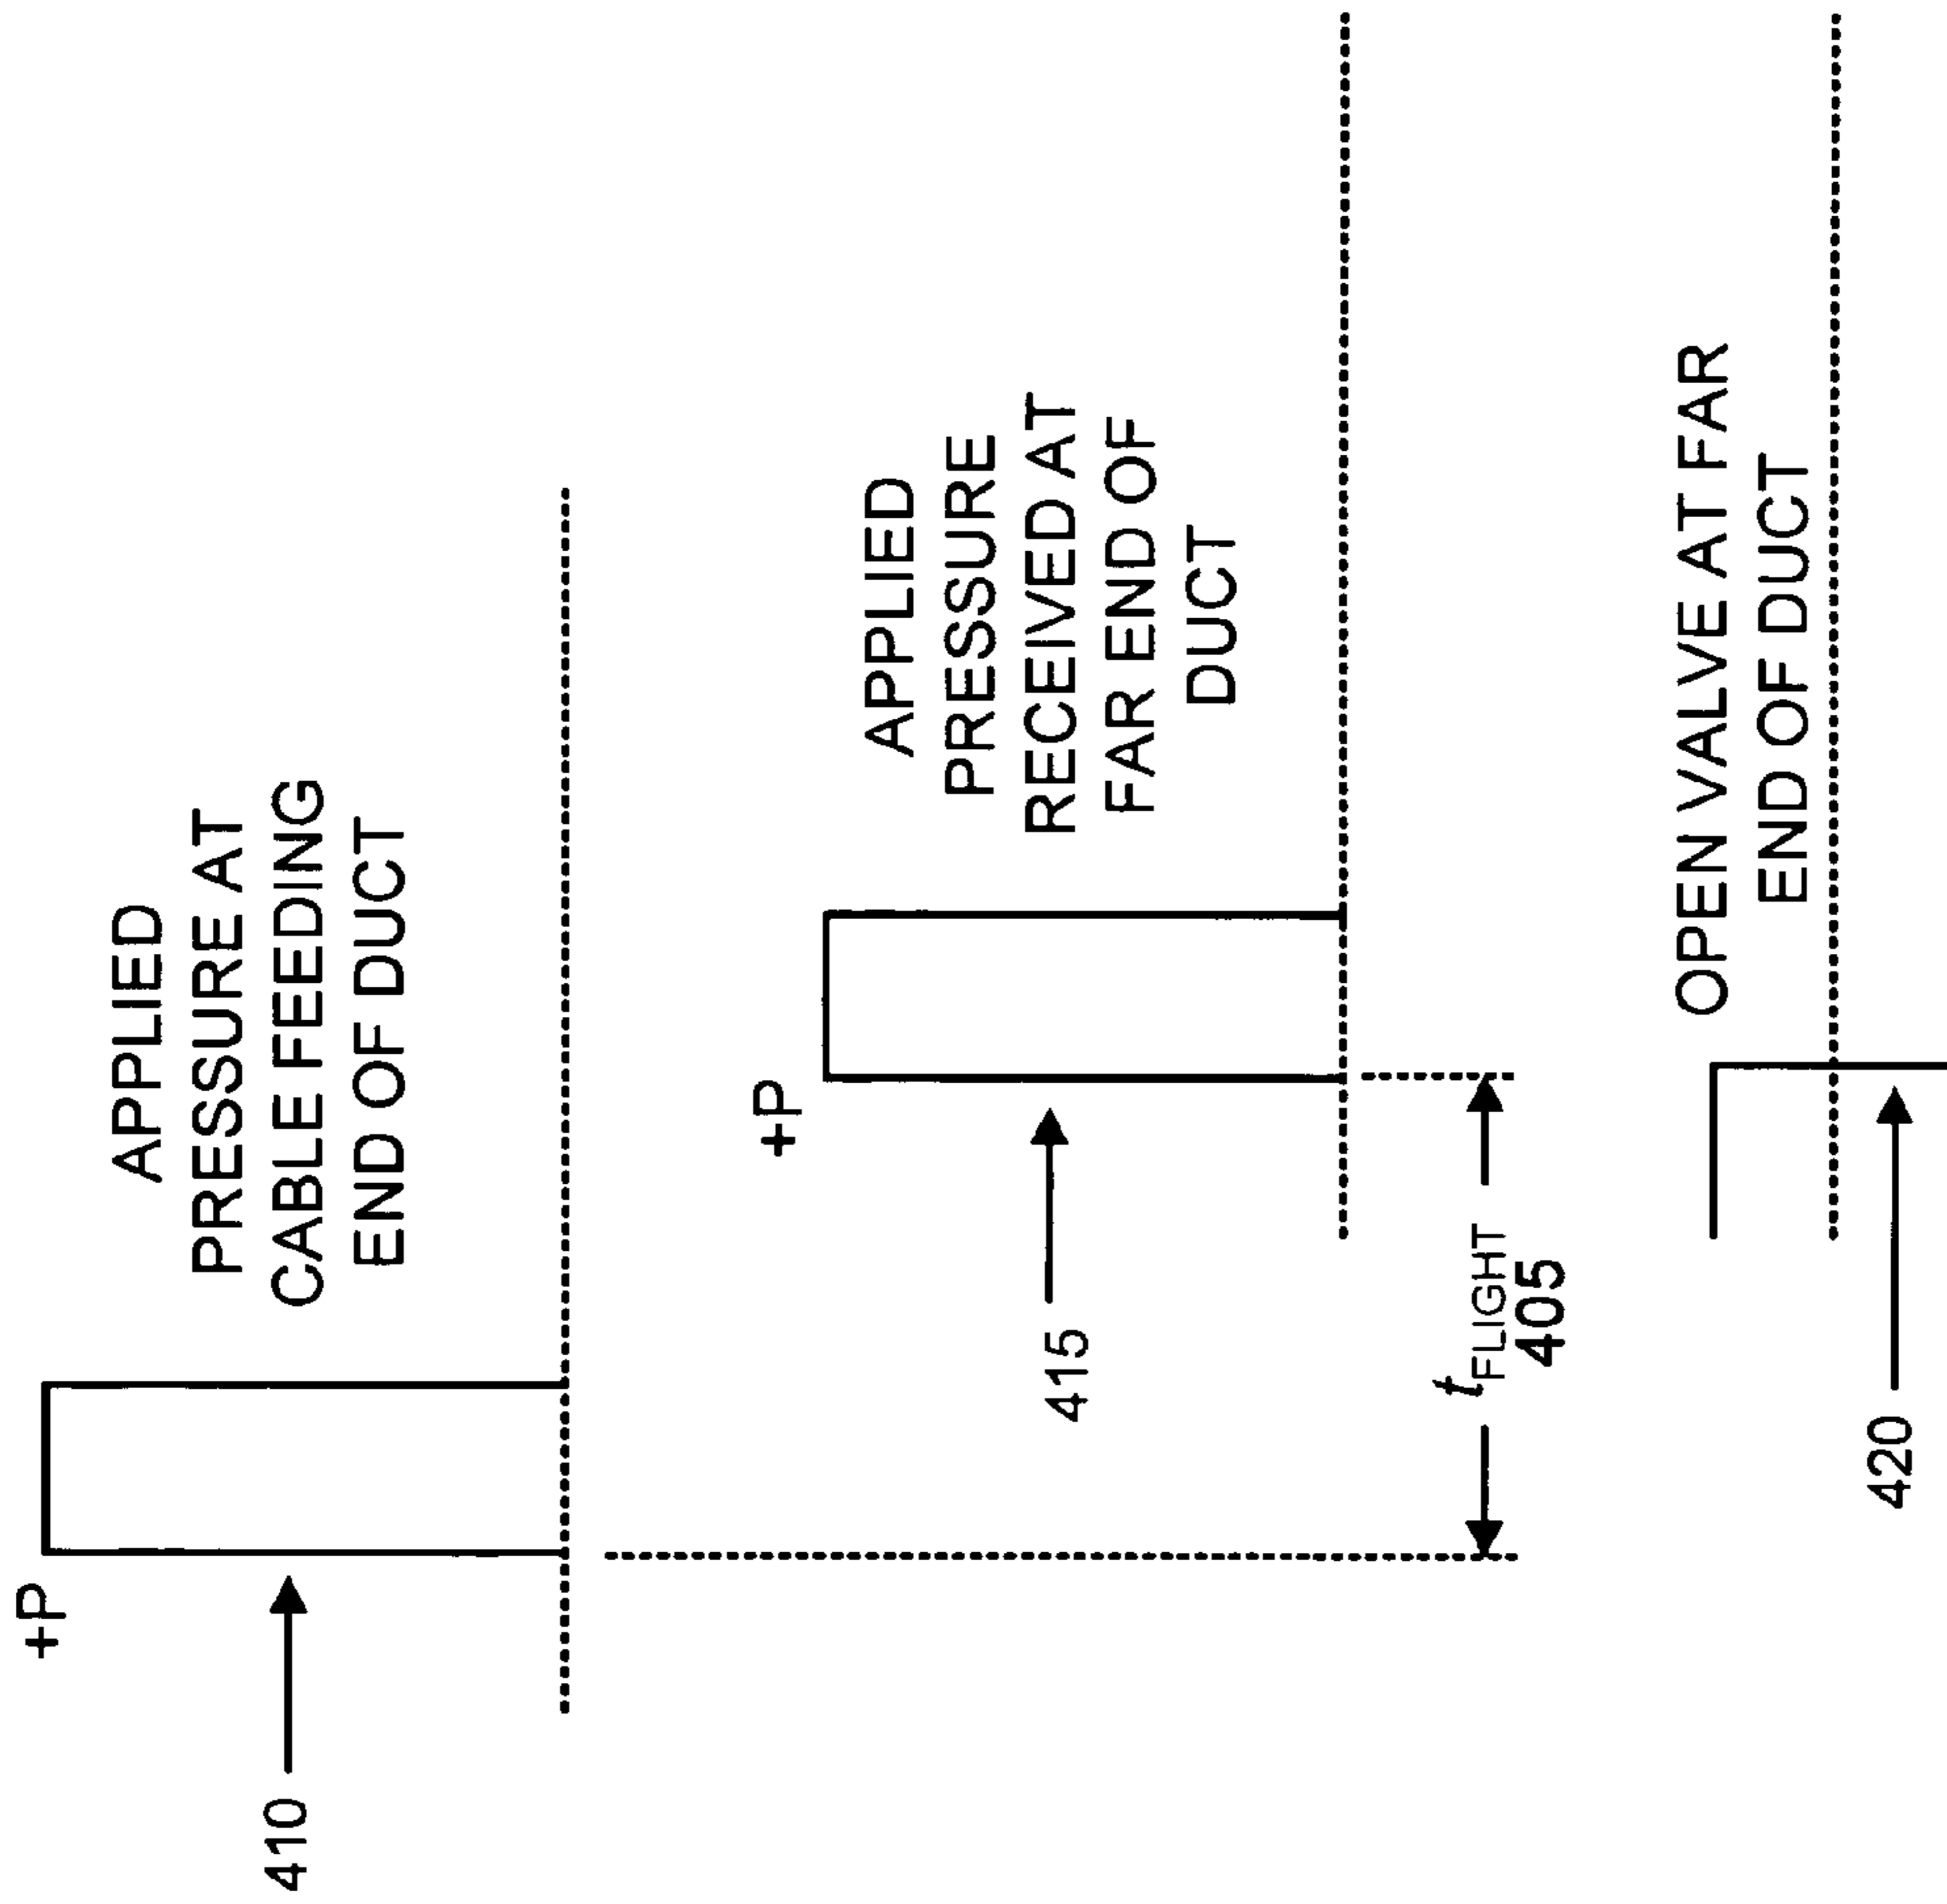 +P
APPLIED
PRESSURE AT
CABLE FEEDING
END OF DUCT
410
+P
APPLIED
PRESSURE
RECEIVED AT
FAR END OF
DUCT
415
tFLIGHT
405
OPEN VALVE AT FAR
END OF DUCT
420